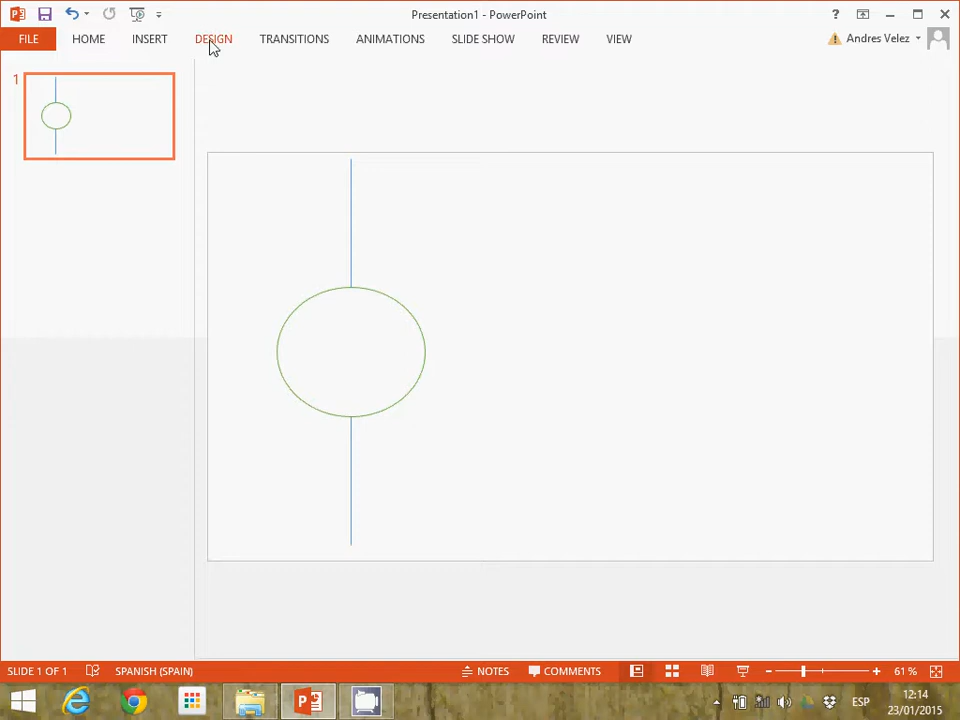 Presentation1 - PowerPoint
?
FILE HOME INSERT DESIGN TRANSITIONS ANIMATIONS SLIDE SHOW REVIEW VIEW Andres Velez
1
SLIDE 1 OF 1 SPANISH (SPAIN) NOTES COMMENTS 61 %
ESP 12:14
23/01/2015